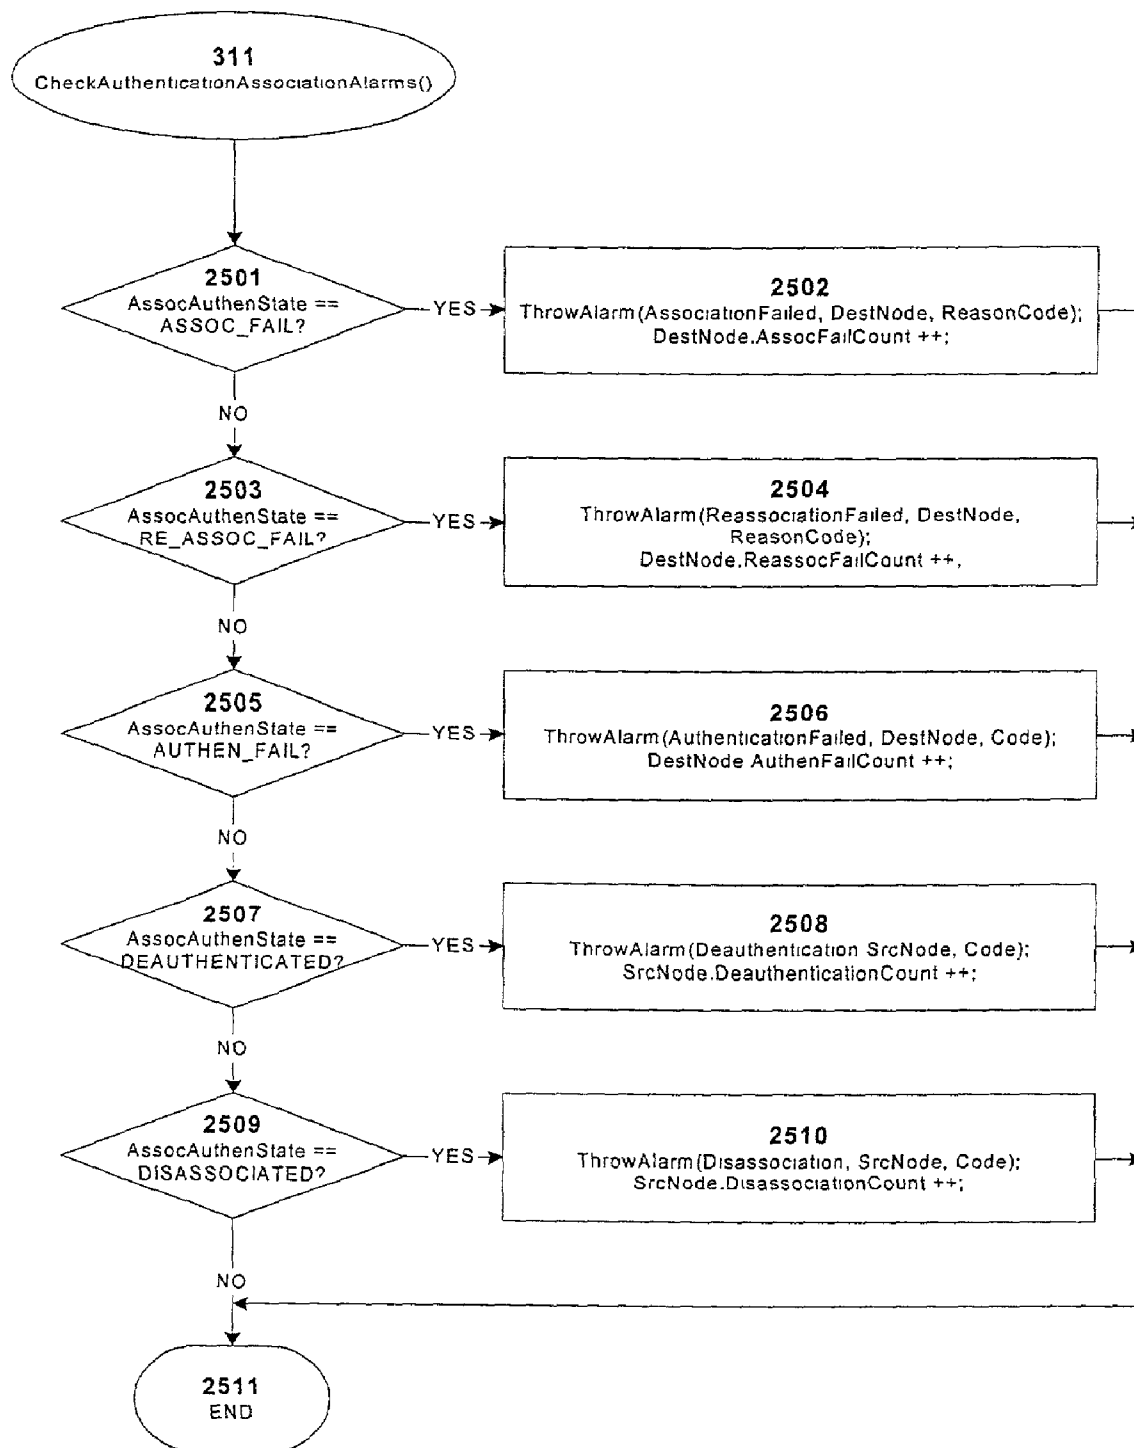 311
CheckAuthenticationAssociationAlarms()
2501
AssocAuthenState ==
ASSOC_FAIL?
YES
2502
ThrowAlarm(AssociationFailed, DestNode, ReasonCode);
DestNode.AssocFailCount ++;
NO
2503
AssocAuthenState ==
RE_ASSOC_FAIL?
YES
2504
ThrowAlarm(ReassociationFailed, DestNode,
ReasonCode);
DestNode.ReassocFailCount ++,
NO
2505
AssocAuthenState ==
AUTHEN_FAIL?
YES
2506
ThrowAlarm(AuthenticationFailed, DestNode, Code);
DestNode AuthenFailCount ++;
NO
2507
AssocAuthenState ==
DEAUTHENTICATED?
YES
2508
ThrowAlarm(Deauthentication SrcNode, Code);
SrcNode.DeauthenticationCount ++;
NO
2509
AssocAuthenState ==
DISASSOCIATED?
YES
2510
ThrowAlarm(Disassociation, SrcNode, Code);
SrcNode.DisassociationCount ++;
NO
2511
END